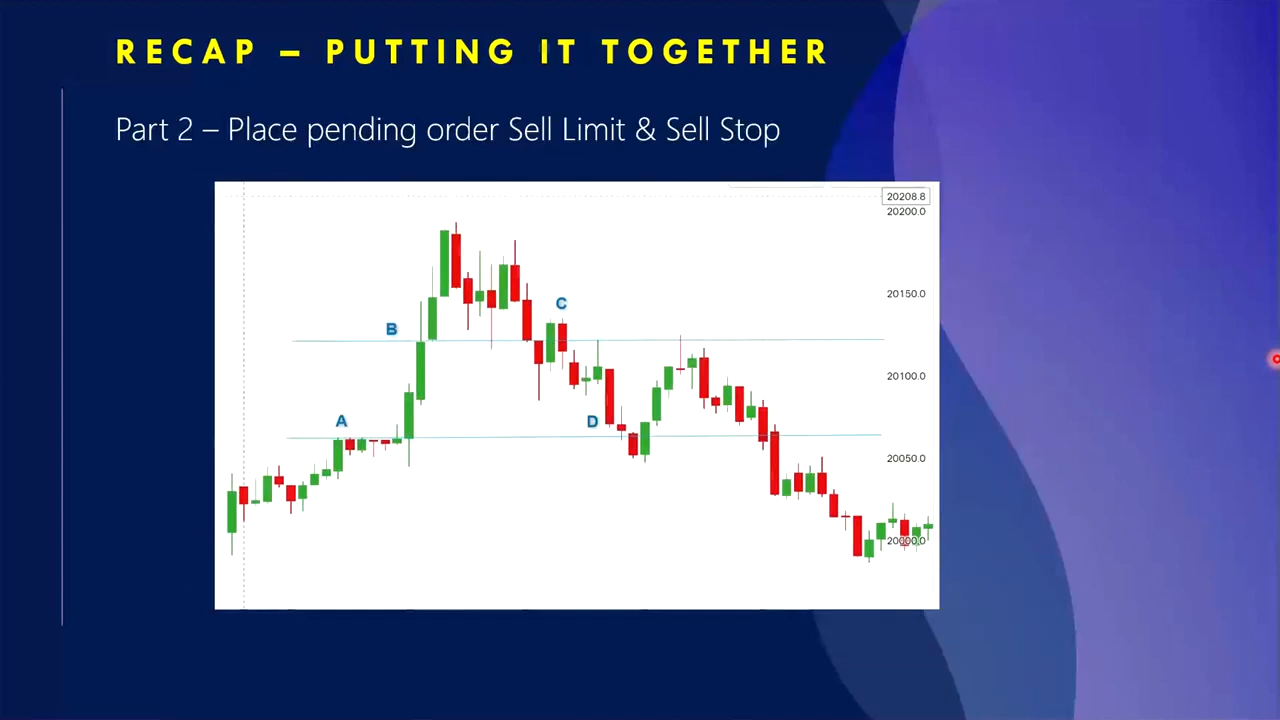 RECAP – PUTTING IT TOGETHER
Part 2 – Place pending order Sell Limit & Sell Stop
20208.8
20200.0
20150.0
C
B
20100.0
A
D
20050.0
20000.0